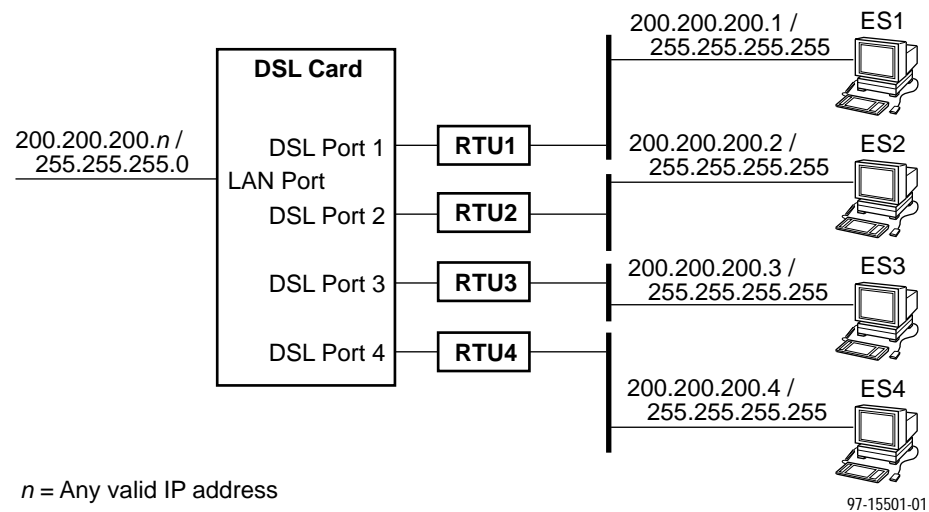 200.200.200.1 /
255.255.255.255
ES1
DSL Card
200.200.200.n /
255.255.255.0
LAN Port
DSL Port 1
RTU1
200.200.200.2 /
255.255.255.255
ES2
DSL Port 2
RTU2
DSL Port 3
RTU3
200.200.200.3 /
255.255.255.255
ES3
DSL Port 4
RTU4
200.200.200.4 /
255.255.255.255
ES4
n = Any valid IP address
97-15501-01